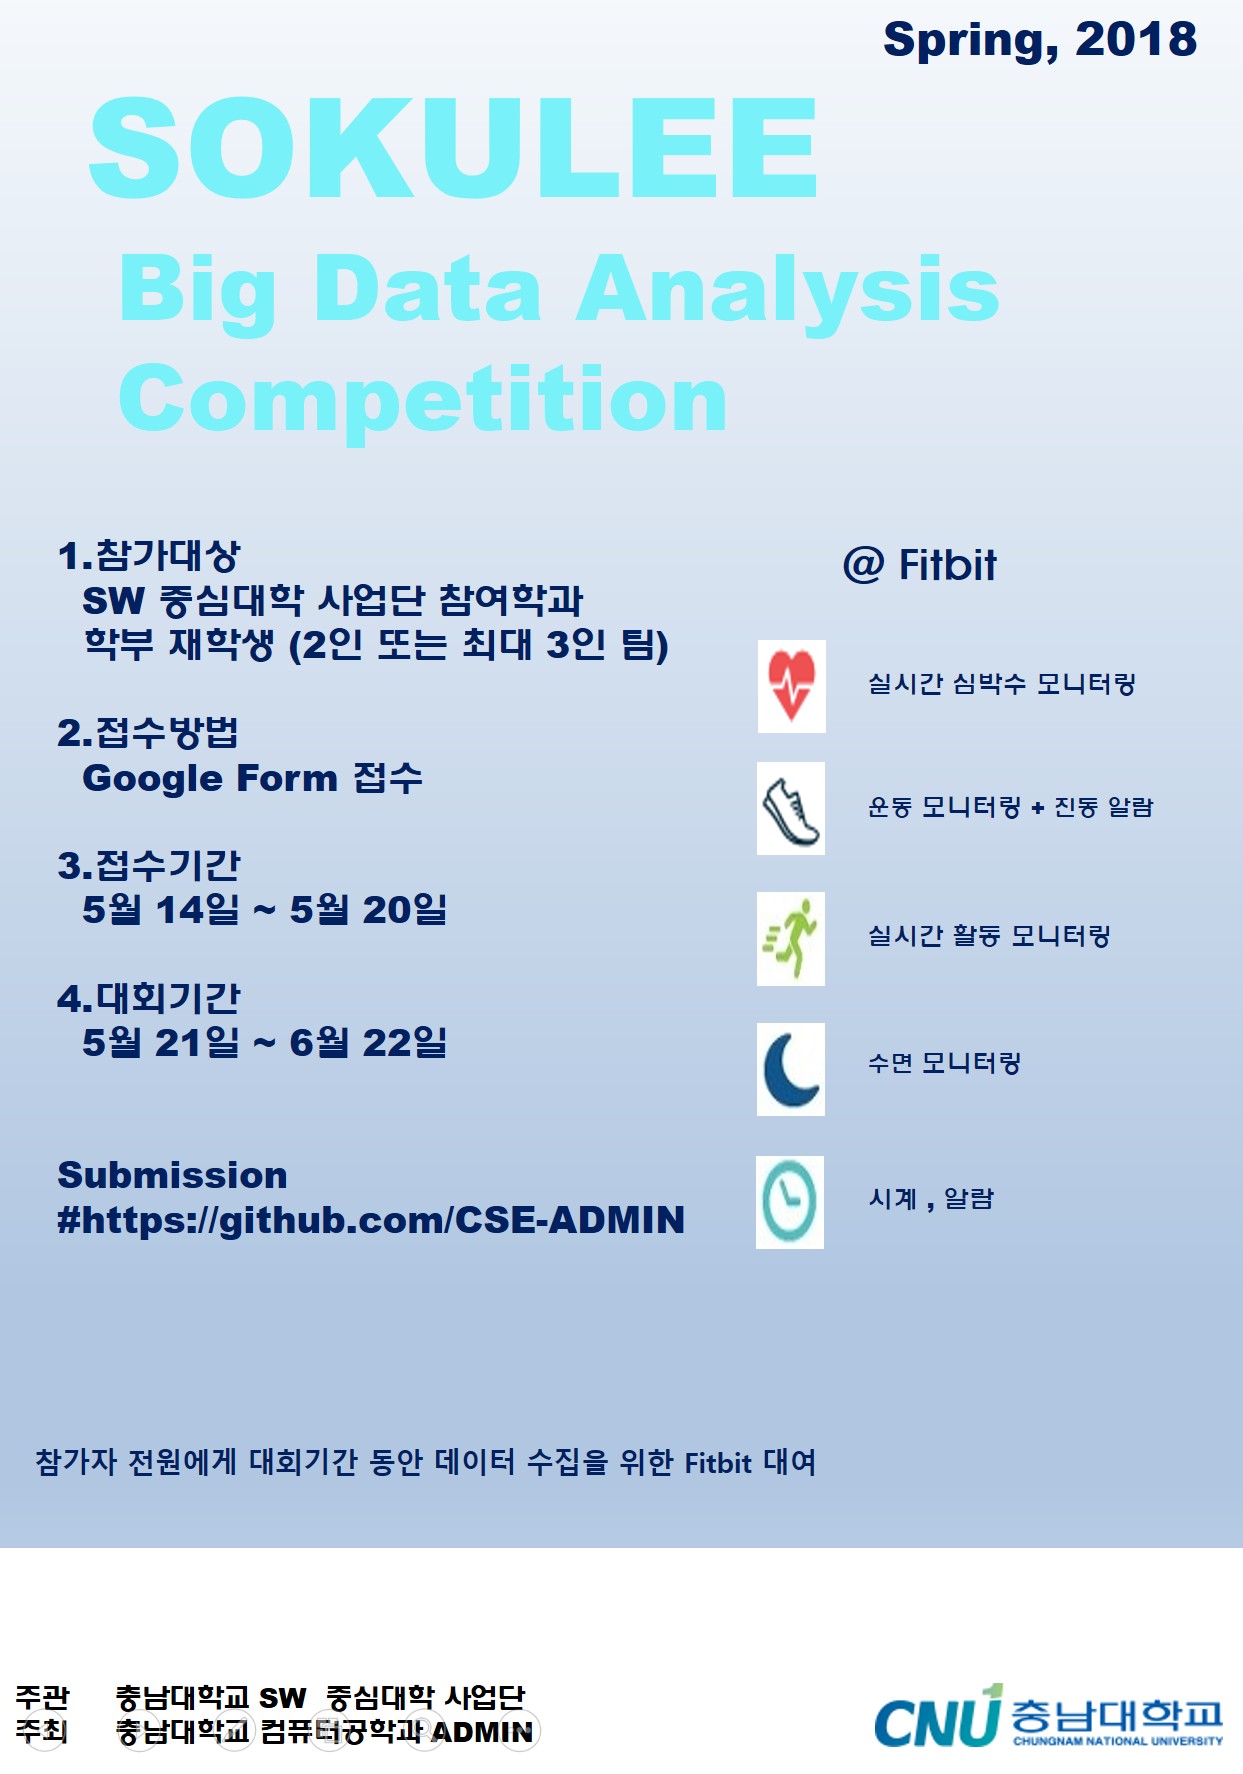 Spring, 2018
SOKULEE
Big Data Analysis
Competition
1.참가대상
SW 중심대학 사업단 참여학과
학부 재학생 (2인 또는 최대 3인 팀)
2.접수방법
Google Form 접수
3.접수기간
5월 14일 ~ 5월 20일
4.대회기간
5월 21일 ~ 6월 22일
Submission
#https://github.com/CSE-ADMIN
@ Fitbit
실시간 심박수 모니터링
운동 모니터링 + 진동 알람
실시간 활동 모니터링
수면 모니터링
시계 , 알람
참가자 전원에게 대회기간 동안 데이터 수집을 위한 Fitbit 대여
주관 충남대학교 SW 중심대학 사업단
주최 충남대학교 컴퓨터공학과 ADMIN
CNU 1 충남대학교
CHUNGNAM NATIONAL UNIVERSITY